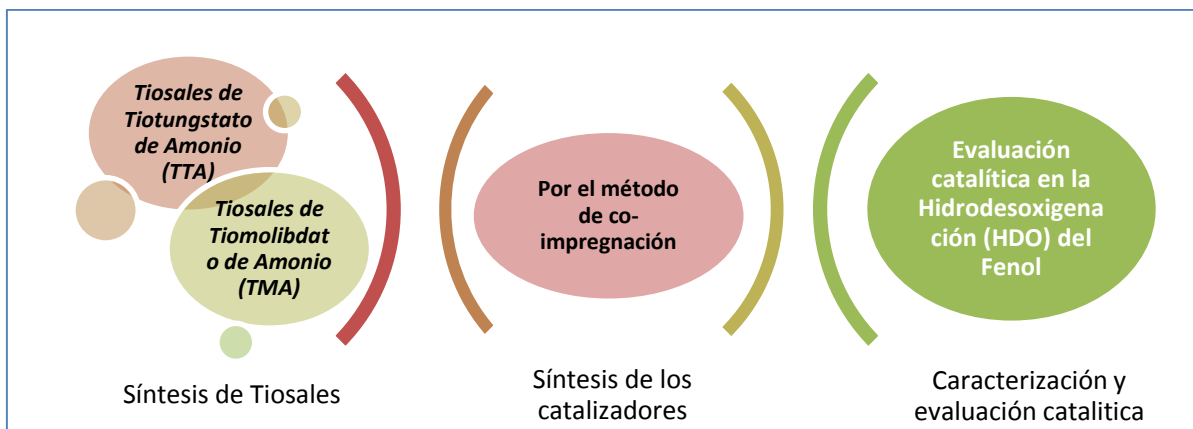 Tiosales de
Tiotungstato
de Amonio
(TTA)
Tiosales de
Tiomolibdat
o de Amonio
(TMA)
Síntesis de Tiosales
Por el método
de co-
impregnación
Síntesis de los
catalizadores
Evaluación
catalítica en la
Hidrodesoxigena
ción (HDO) del
Fenol
Caracterización y
evaluación catalitica